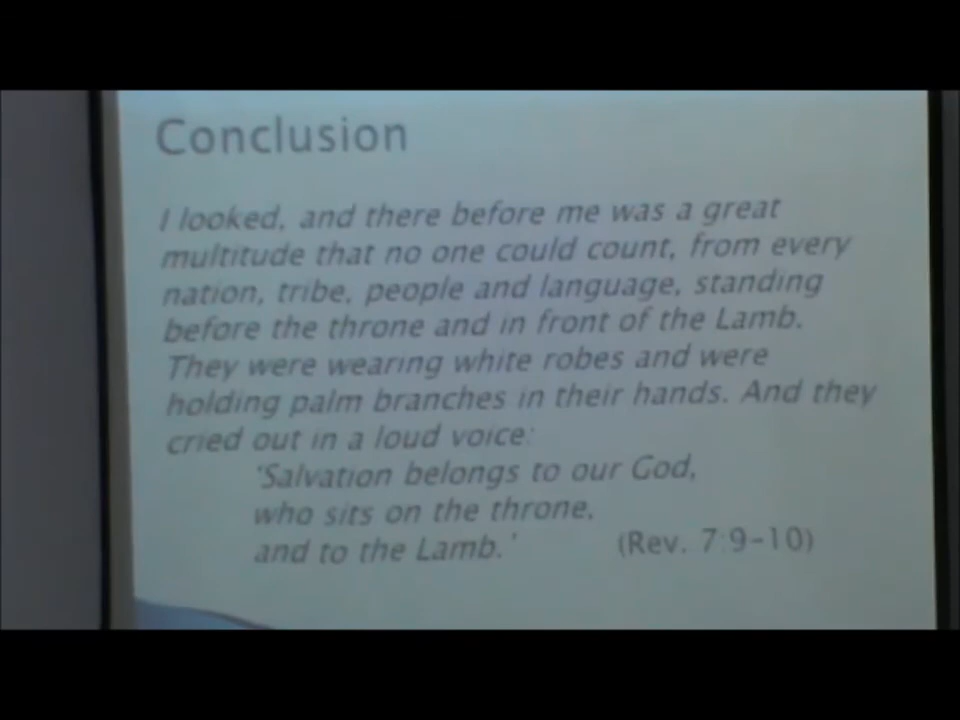 Conclusion
I looked, and there before me was a great
multitude that no one could count, from every
nation, tribe, people and language, standing
before the throne and in front of the Lamb.
They were wearing white robes and were
holding palm branches in their hands. And they
cried out in a loud voice:
'Salvation belongs to our God,
who sits on the throne,
and to the Lamb.' (Rev. 7:9-10)